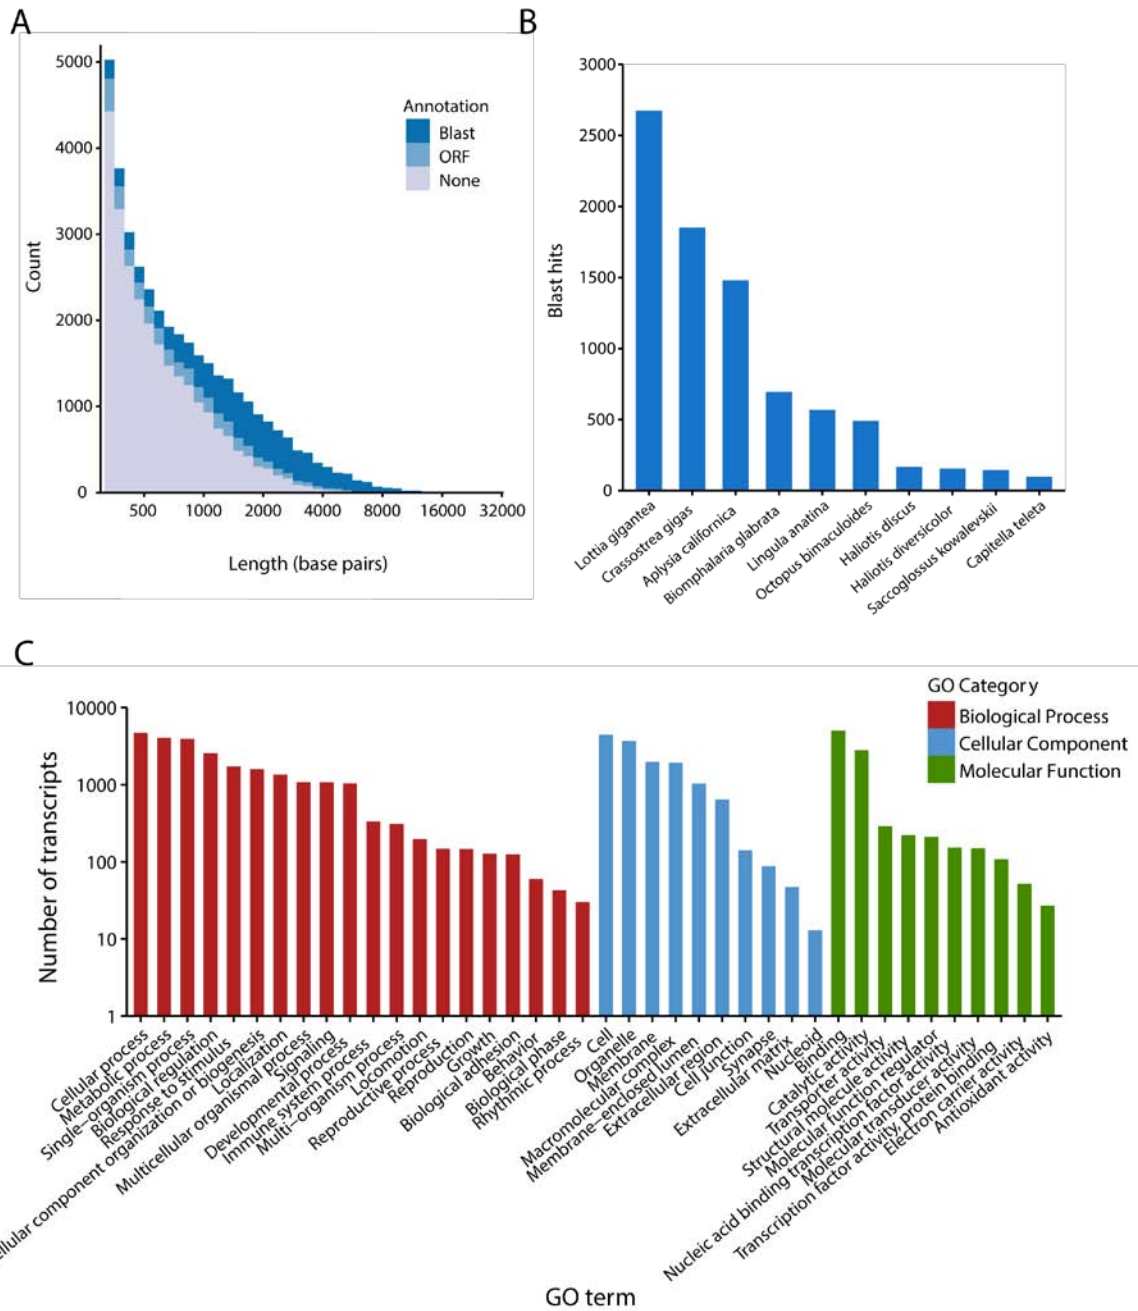 A
5000
4000
3000
2000
1000
0
Count
Annotation
Blast
ORF
None
500 1000 2000 4000 8000 16000 32000
Length (base pairs)
B
3000
2500
2000
1500
1000
500
0
Blast hits
Lottia gigantea
Crassostrea gigas
Aplysia californica
Biomphalaria glabrata
Lingula anatina
Octopus bimaculoides
Haliotis discus
Haliotis diversicolor
Saccoglossus kowalevskii
Capitella teleta
C
GO Category
Biological Process
Cellular Component
Molecular Function
10000
1000
100
10
1
Number of transcripts
Cellular process
Metabolic process
Single−organism process
Biological regulation
Response to stimulus
ellular component organization or biogenesis
Localization
Multicellular organismal process
Signaling
Developmental process
Immune system process
Multi−organism process
Locomotion
Reproductive process
Reproduction
Growth
Biological adhesion
Behavior
Biological phase
Rhythmic process
Cell
Organelle
Membrane
Macromolecular complex
Membrane−enclosed lumen
Extracellular region
Cell junction
Synapse
Extracellular matrix
Nucleoid
Binding
Catalytic activity
Transporter activity
Structural molecule activity
Molecular function regulator
Nucleic acid binding transcription factor activity
Molecular transducer activity
Transcription factor activity, protein binding
Electron carrier activity
Antioxidant activity
GO term